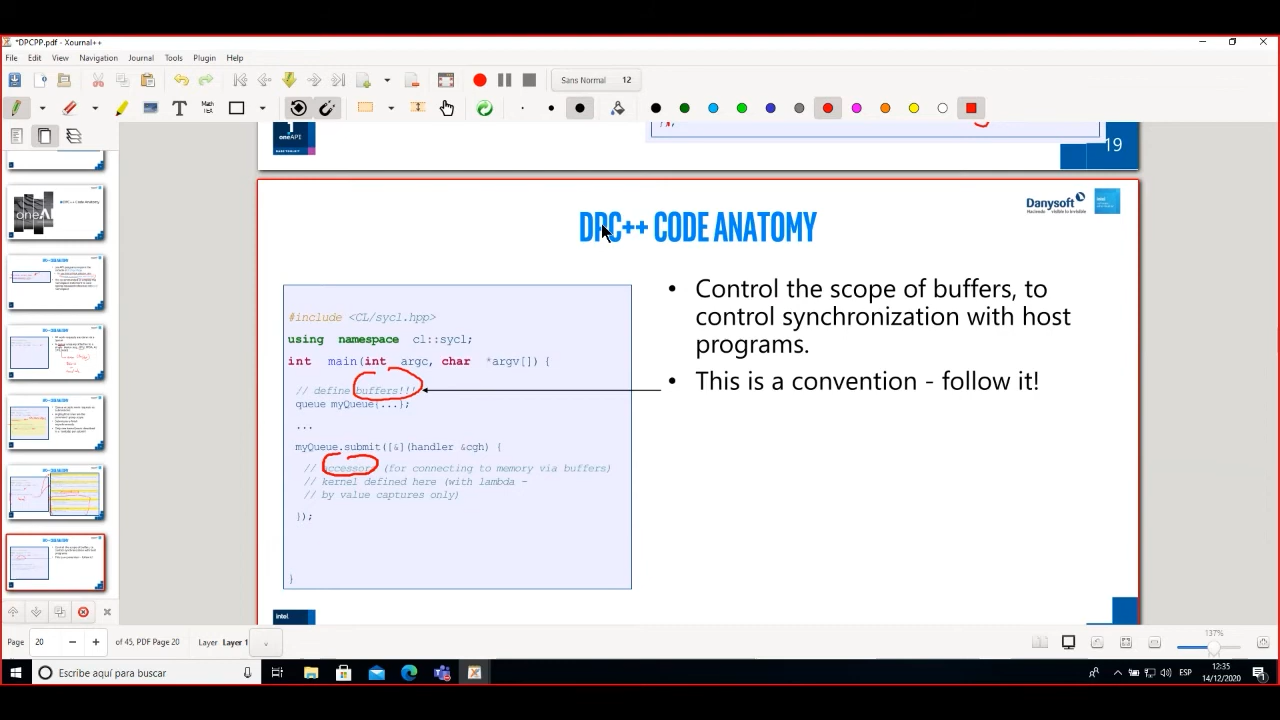 *DPCPP.pdf - Xournal++
File Edit View Navigation Journal Tools Plugin Help
Sans Normal 12
oneAPI
19
Danysoft
DPC++ CODE ANATOMY
#include <CL/sycl.hpp>
using namespace cl::sycl;
int main(int argc, char *argv[]) {
// define buffers!!!
queue myQueue{...};
...
myQueue.submit([&](handler &cgh) {
// accessors (for connecting to memory via buffers)
// kernel defined here (with lambda -
// by value captures only)
});
}
• Control the scope of buffers, to
control synchronization with host
programs.
• This is a convention - follow it!
intel
Page 20 of 45, PDF Page 20 Layer Layer 1
137%
Escribe aquí para buscar
ESP
12:35
14/12/2020